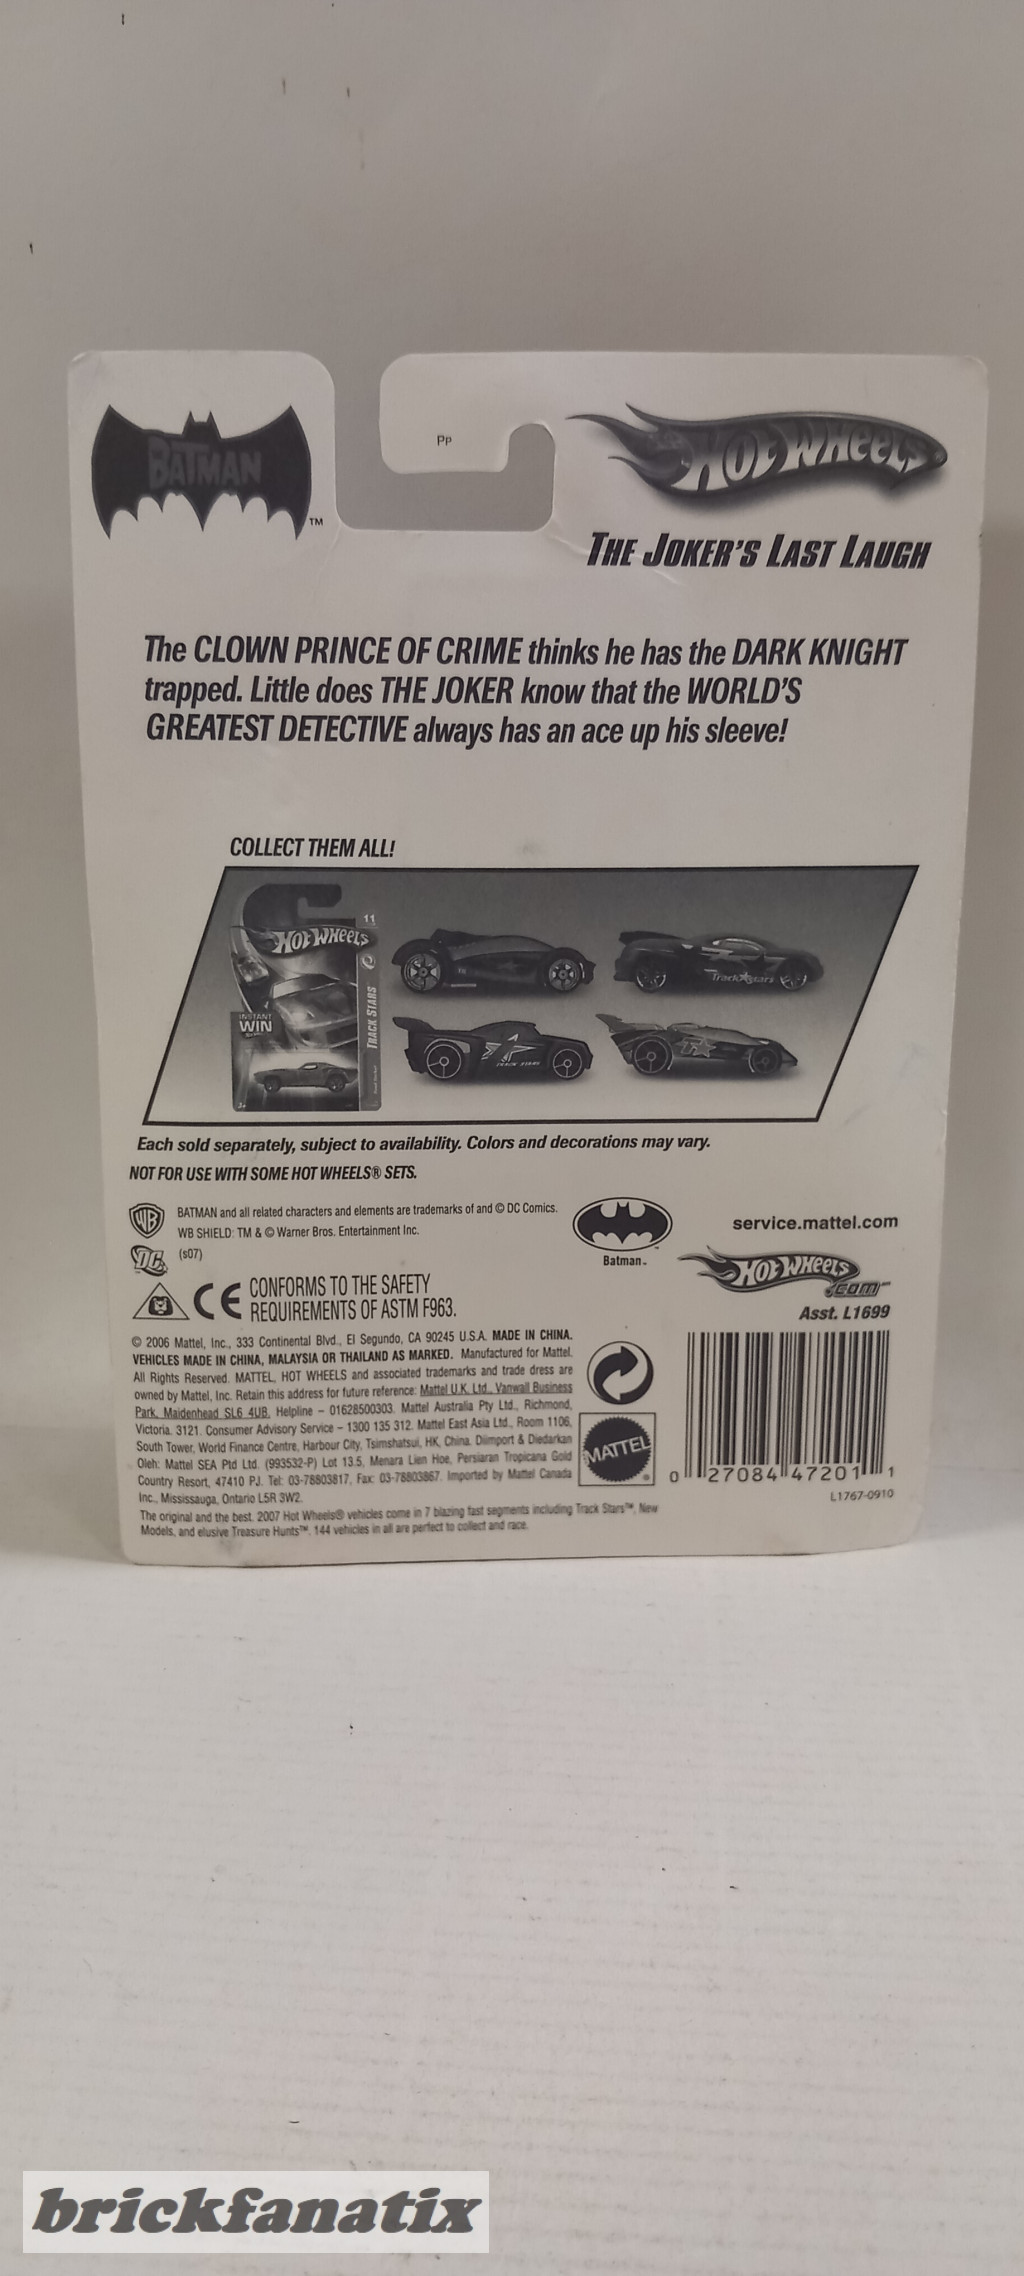 BATMAN
TM
Pp
HOT WHEELS
THE JOKER'S LAST LAUGH
The CLOWN PRINCE OF CRIME thinks he has the DARK KNIGHT
trapped. Little does THE JOKER know that the WORLD'S
GREATEST DETECTIVE always has an ace up his sleeve!
COLLECT THEM ALL!
11
HOT WHEELS
INSTANT
WIN
TRACK STARS
Track stars
TRACK STARS
Each sold separately, subject to availability. Colors and decorations may vary.
NOT FOR USE WITH SOME HOT WHEELS® SETS.
WB
BATMAN and all related characters and elements are trademarks of and © DC Comics.
WB SHIELD: TM & © Warner Bros. Entertainment Inc.
DC
(s07)
CE
CONFORMS TO THE SAFETY
REQUIREMENTS OF ASTM F963.
Batman™
service.mattel.com
HOT WHEELS
.COM™
Asst. L1699
© 2006 Mattel, Inc., 333 Continental Blvd., El Segundo, CA 90245 U.S.A. MADE IN CHINA.
VEHICLES MADE IN CHINA, MALAYSIA OR THAILAND AS MARKED. Manufactured for Mattel.
All Rights Reserved. MATTEL, HOT WHEELS and associated trademarks and trade dress are
owned by Mattel, Inc. Retain this address for future reference: Mattel U.K. Ltd., Vanwall Business
Park, Maidenhead SL6 4UB. Helpline – 01628500303. Mattel Australia Pty Ltd., Richmond,
Victoria. 3121. Consumer Advisory Service – 1300 135 312. Mattel East Asia Ltd., Room 1106,
South Tower, World Finance Centre, Harbour City, Tsimshatsui, HK, China. Diimport & Diedarkan
Oleh: Mattel SEA Ptd Ltd. (993532-P) Lot 13.5, Menara Lien Hoe, Persiaran Tropicana Gold
Country Resort, 47410 PJ. Tel: 03-78803817, Fax: 03-78803867. Imported by Mattel Canada
Inc., Mississauga, Ontario L5R 3W2.
The original and the best. 2007 Hot Wheels® vehicles come in 7 blazing fast segments including Track Stars™, New
Models, and elusive Treasure Hunts™. 144 vehicles in all are perfect to collect and race.
MATTEL
®
0 27084 47201 1
L1767-0910
brickfanatix